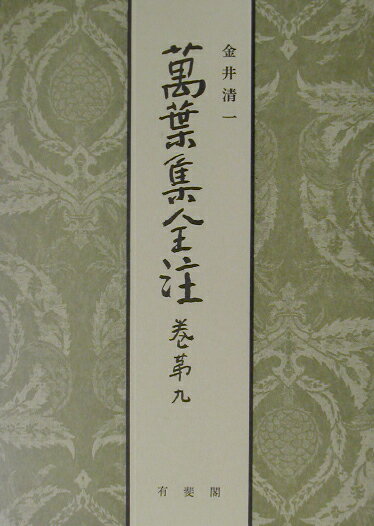 金井清一
萬葉集全注
巻第九
有斐閣